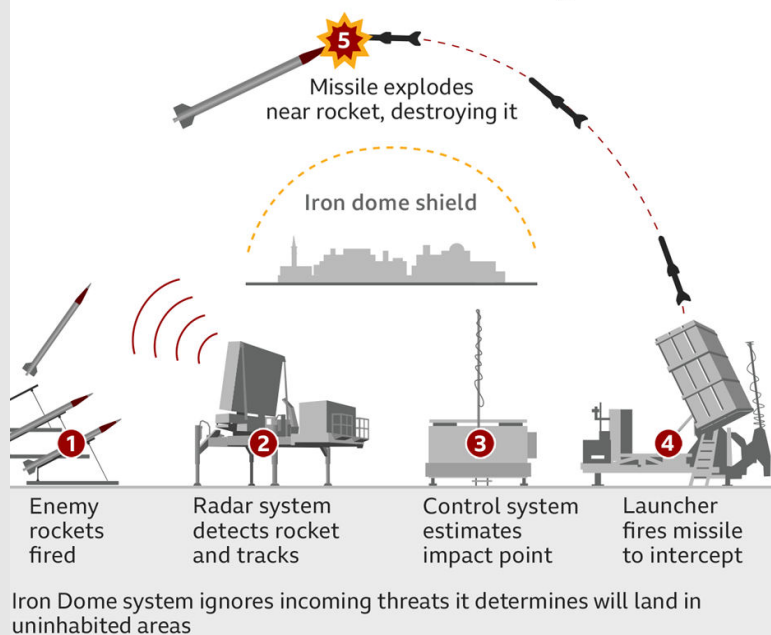 5
Missile explodes
near rocket, destroying it
Iron dome shield
1
2
3
4
Enemy
rockets
fired
Radar system
detects rocket
and tracks
Control system
estimates
impact point
Launcher
fires missile
to intercept
Iron Dome system ignores incoming threats it determines will land in
uninhabited areas